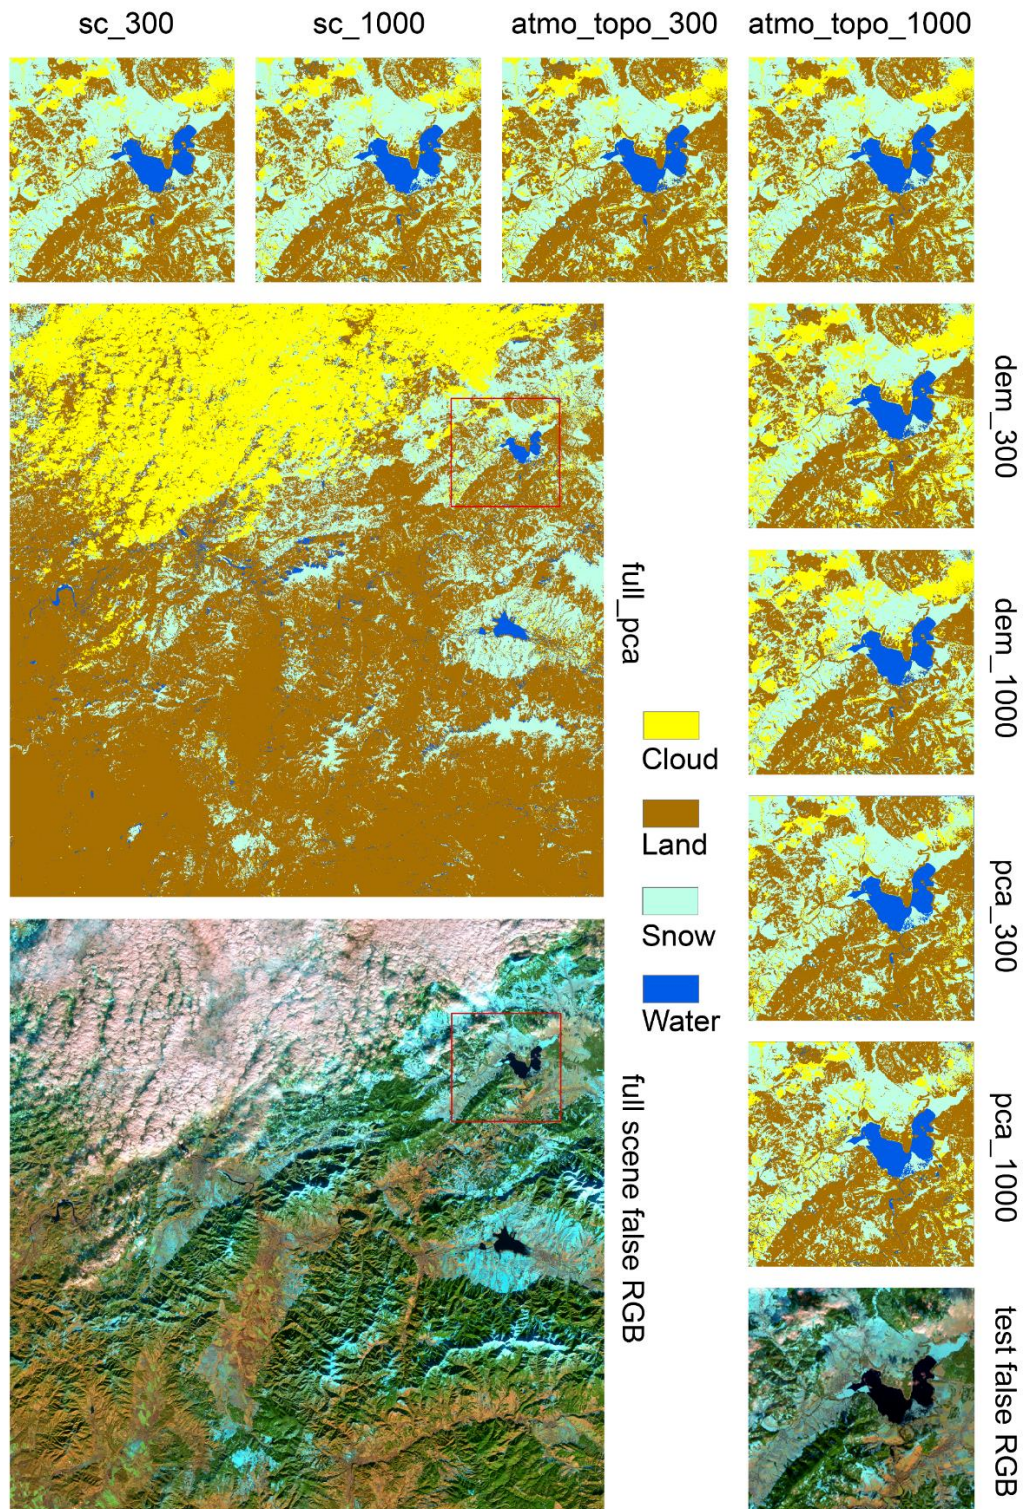 sc_300
sc_1000
atmo_topo_300
atmo_topo_1000
dem_300
dem_1000
full_pca
Cloud
Land
Snow
Water
pca_300
pca_1000
full scene false RGB
test false RGB